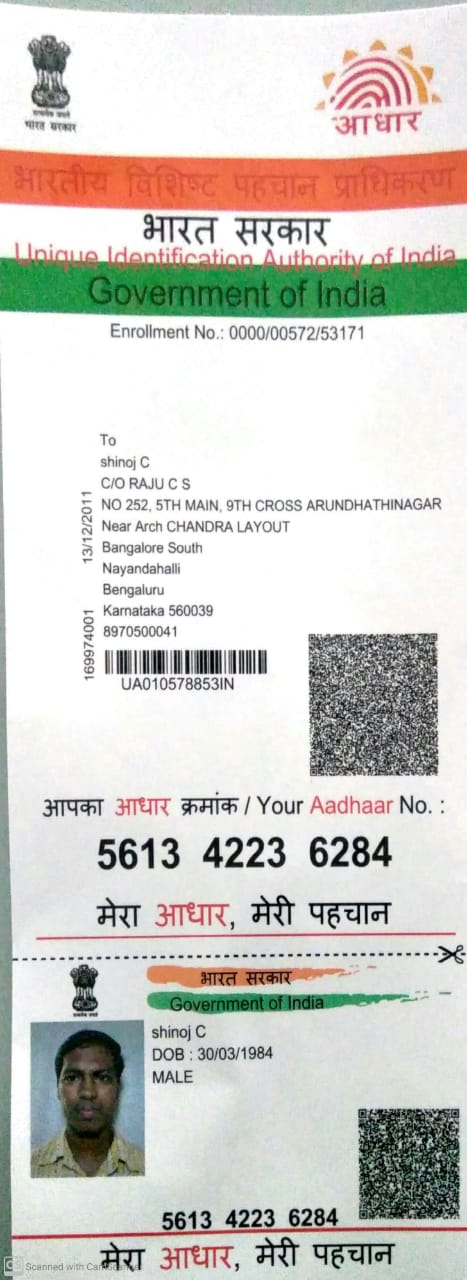 सत्यमेव जयते
भारत सरकार
आधार
भारतीय विशिष्ट पहचान प्राधिकरण
भारत सरकार
Unique Identification Authority of India
Government of India
Enrollment No.: 0000/00572/53171
To
shinoj C
C/O RAJU C S
NO 252, 5TH MAIN, 9TH CROSS ARUNDHATHINAGAR
Near Arch CHANDRA LAYOUT
Bangalore South
Nayandahalli
Bengaluru
Karnataka 560039
8970500041
13/12/2011
169974001
UA010578853IN
आपका आधार क्रमांक / Your Aadhaar No. :
5613 4223 6284
मेरा आधार, मेरी पहचान
भारत सरकार
Government of India
shinoj C
DOB : 30/03/1984
MALE
5613 4223 6284
मेरा आधार, मेरी पहचान
CS Scanned with CamScanner